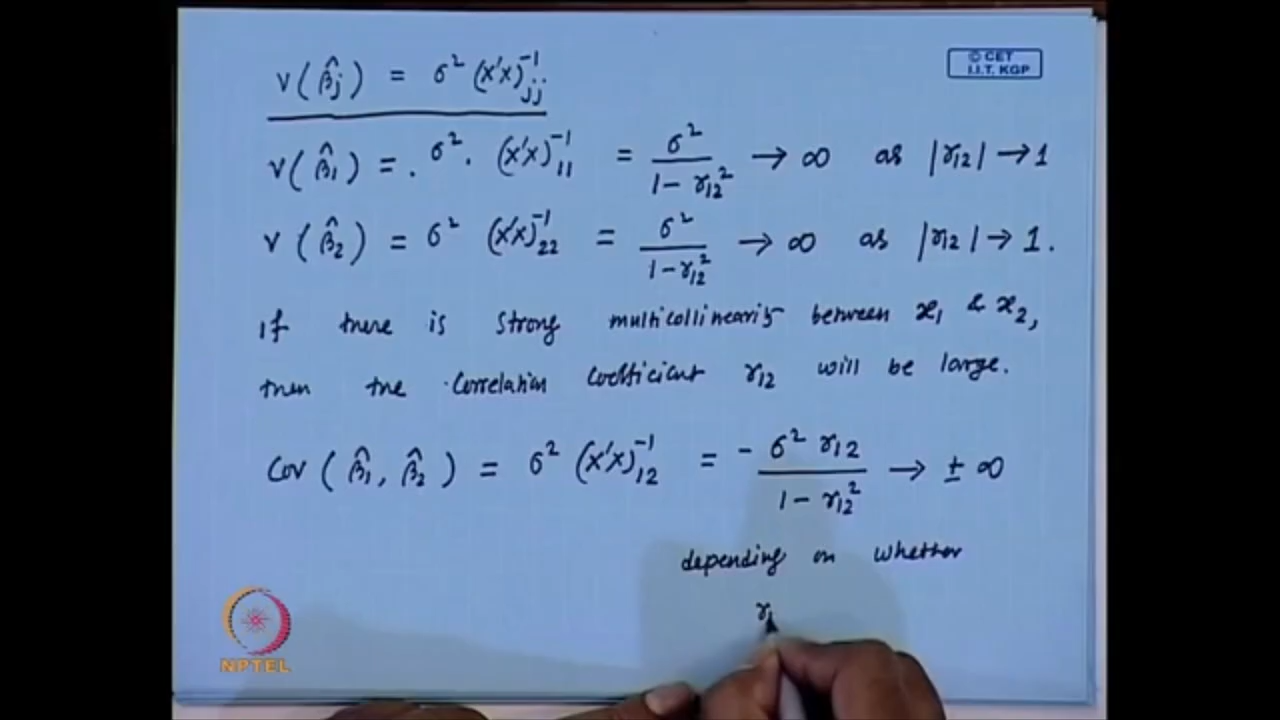 © CET
I.I.T. KGP
V(β̂j) = σ² (x'x)⁻¹jj
V(β̂1) = . σ². (x'x)⁻¹11 = σ² / (1 - r12²) → ∞ as |r12| → 1
V(β̂2) = σ² (x'x)⁻¹22 = σ² / (1 - r12²) → ∞ as |r12| → 1.
If there is strong multicollinearity between x1 & x2,
then the correlation coefficient r12 will be large.
Cov(β̂1, β̂2) = σ² (x'x)⁻¹12 = - σ² r12 / (1 - r12²) → ± ∞
depending on whether
r
NPTEL